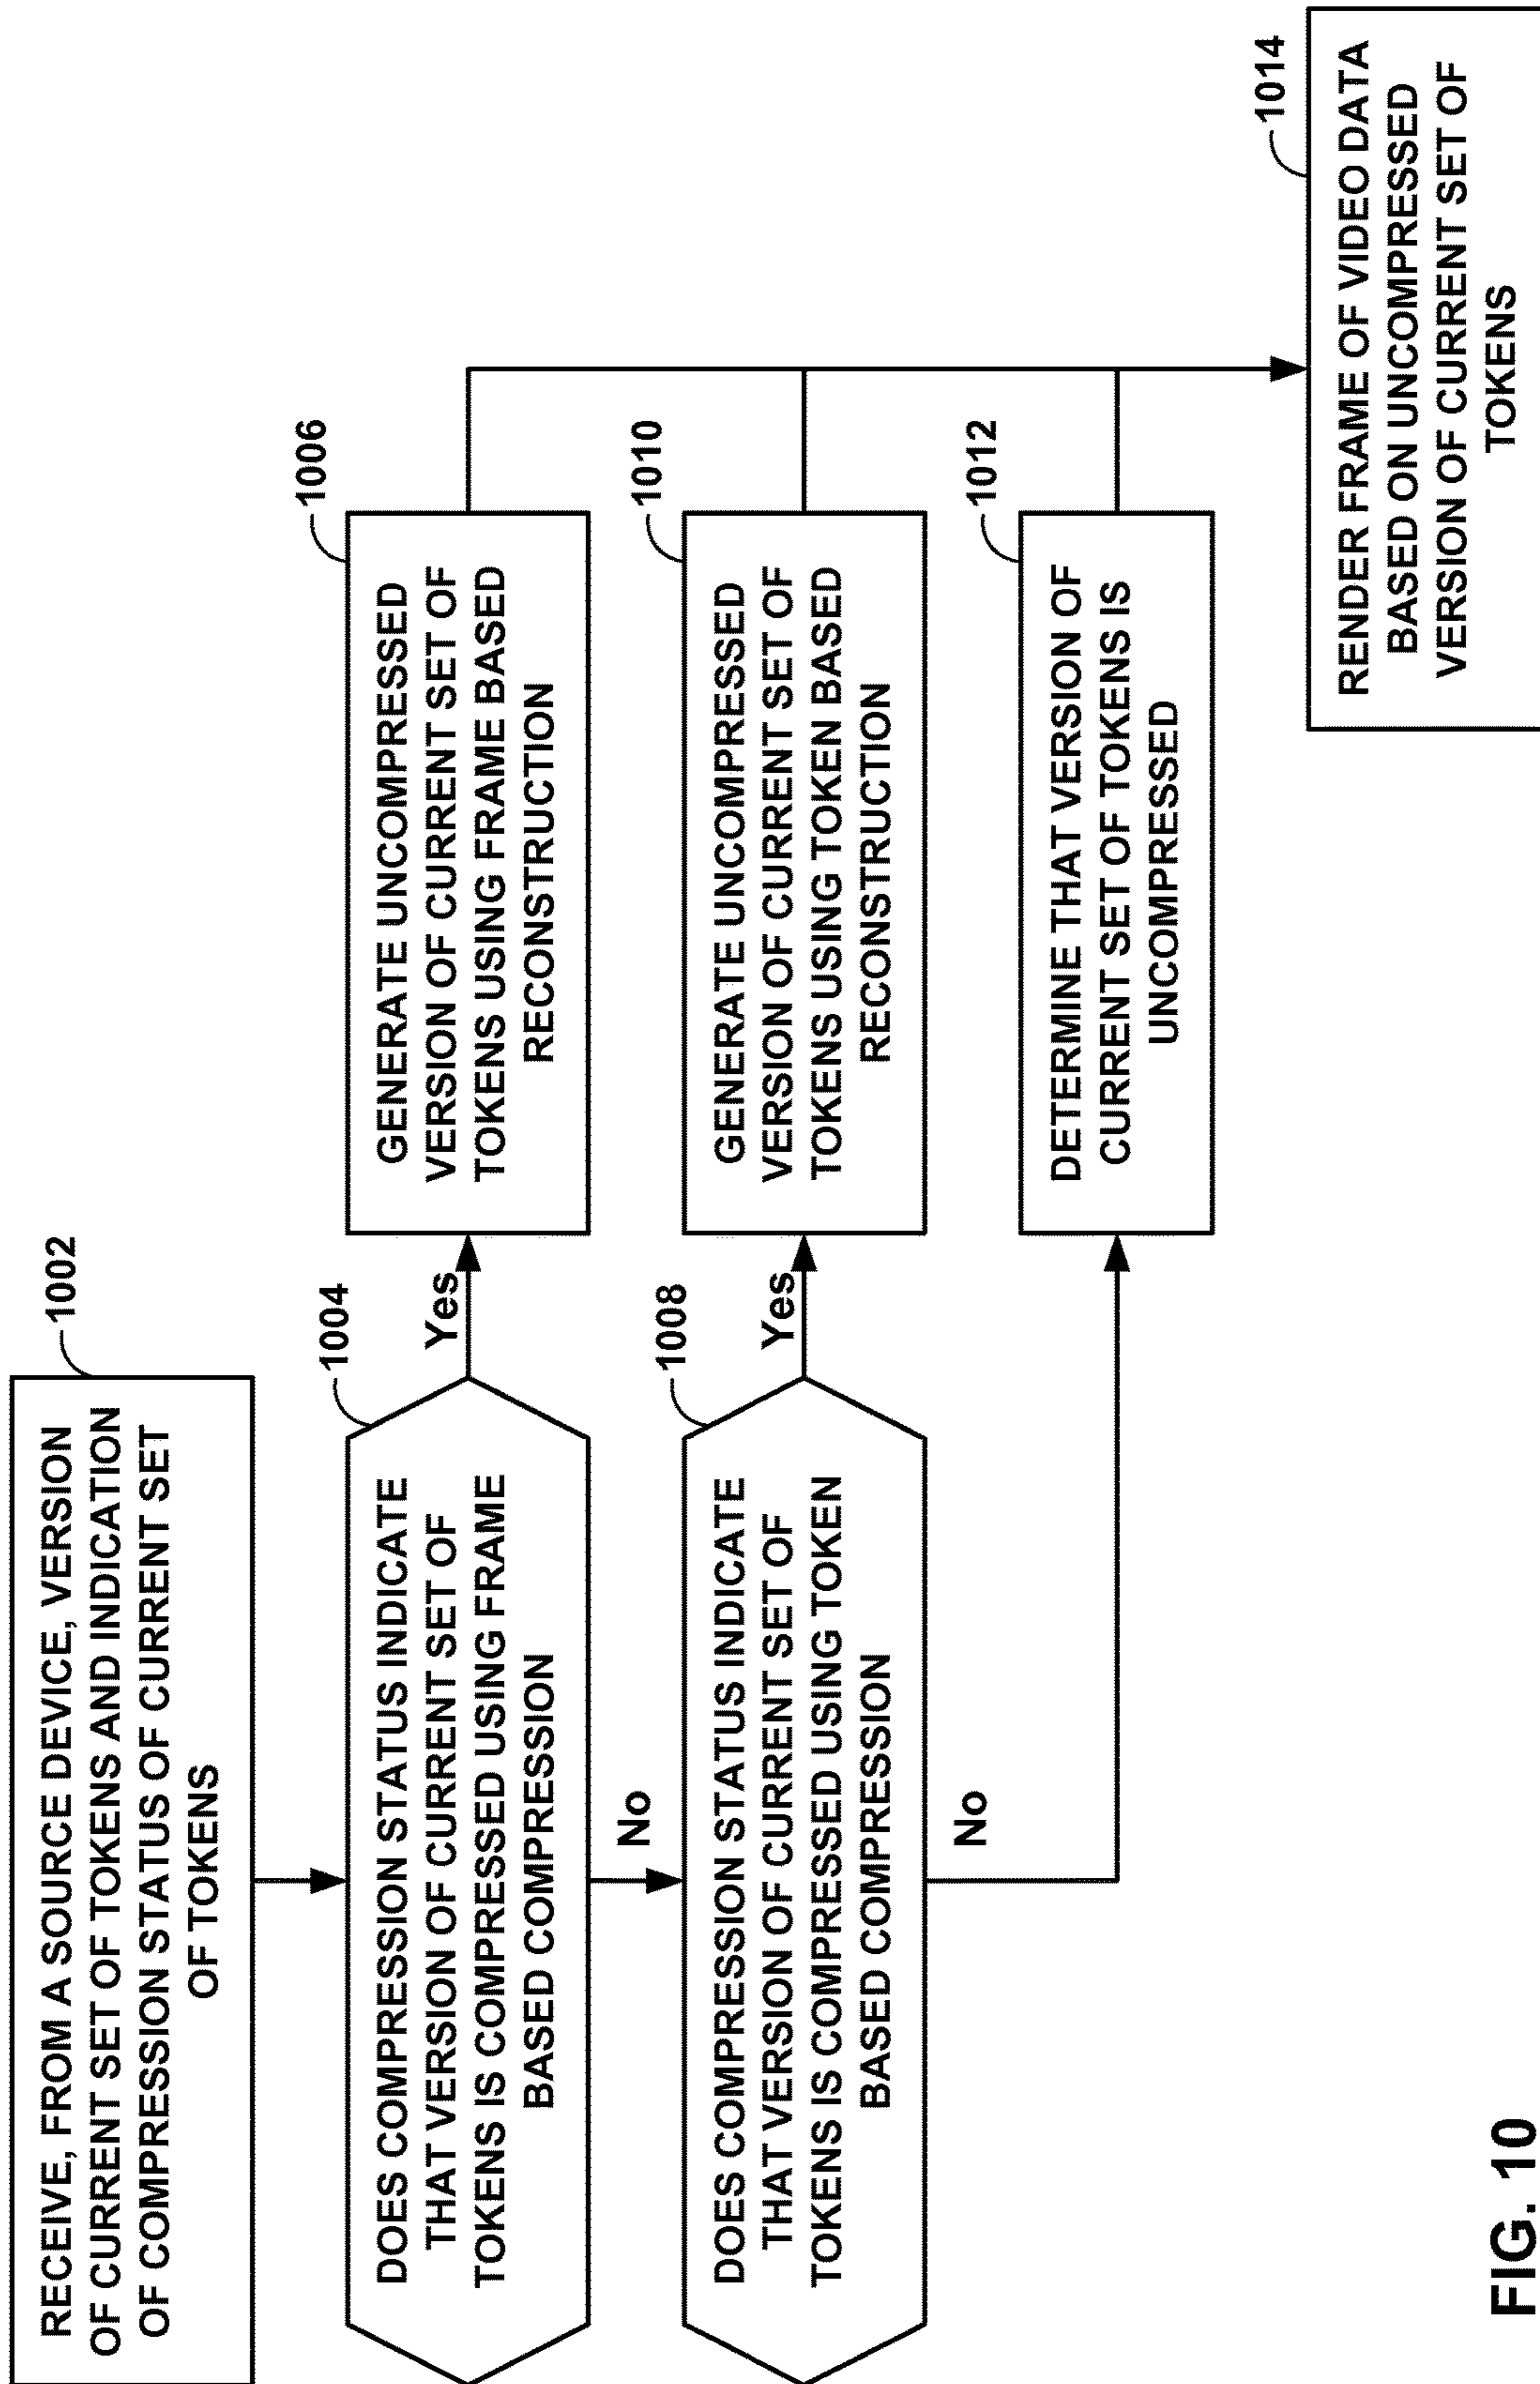 RECEIVE, FROM A SOURCE DEVICE, VERSION
OF CURRENT SET OF TOKENS AND INDICATION
OF COMPRESSION STATUS OF CURRENT SET
OF TOKENS
1002
DOES COMPRESSION STATUS INDICATE
THAT VERSION OF CURRENT SET OF
TOKENS IS COMPRESSED USING FRAME
BASED COMPRESSION
1004
Yes
GENERATE UNCOMPRESSED
VERSION OF CURRENT SET OF
TOKENS USING FRAME BASED
RECONSTRUCTION
1006
No
DOES COMPRESSION STATUS INDICATE
THAT VERSION OF CURRENT SET OF
TOKENS IS COMPRESSED USING TOKEN
BASED COMPRESSION
1008
Yes
GENERATE UNCOMPRESSED
VERSION OF CURRENT SET OF
TOKENS USING TOKEN BASED
RECONSTRUCTION
1010
No
DETERMINE THAT VERSION OF
CURRENT SET OF TOKENS IS
UNCOMPRESSED
1012
RENDER FRAME OF VIDEO DATA
BASED ON UNCOMPRESSED
VERSION OF CURRENT SET OF
TOKENS
1014
FIG. 10